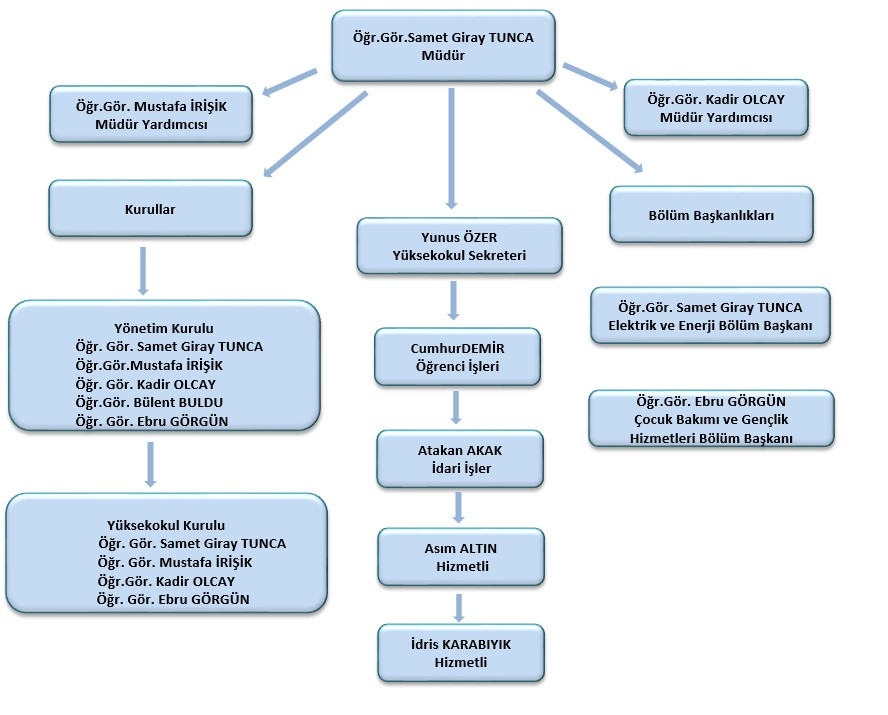 Öğr.Gör.Samet Giray TUNCA
Müdür
Öğr.Gör. Mustafa İRİŞİK
Müdür Yardımcısı
Öğr.Gör. Kadir OLCAY
Müdür Yardımcısı
Kurullar
Bölüm Başkanlıkları
Yunus ÖZER
Yüksekokul Sekreteri
Yönetim Kurulu
Öğr. Gör. Samet Giray TUNCA
Öğr.Gör.Mustafa İRİŞİK
Öğr. Gör. Kadir OLCAY
Öğr.Gör. Bülent BULDU
Öğr. Gör. Ebru GÖRGÜN
Öğr.Gör. Samet Giray TUNCA
Elektrik ve Enerji Bölüm Başkanı
CumhurDEMİR
Öğrenci İşleri
Öğr.Gör. Ebru GÖRGÜN
Çocuk Bakımı ve Gençlik
Hizmetleri Bölüm Başkanı
Atakan AKAK
İdari İşler
Yüksekokul Kurulu
Öğr. Gör. Samet Giray TUNCA
Öğr. Gör. Mustafa İRİŞİK
Öğr.Gör. Kadir OLCAY
Öğr. Gör. Ebru GÖRGÜN
Asım ALTIN
Hizmetli
İdris KARABIYIK
Hizmetli